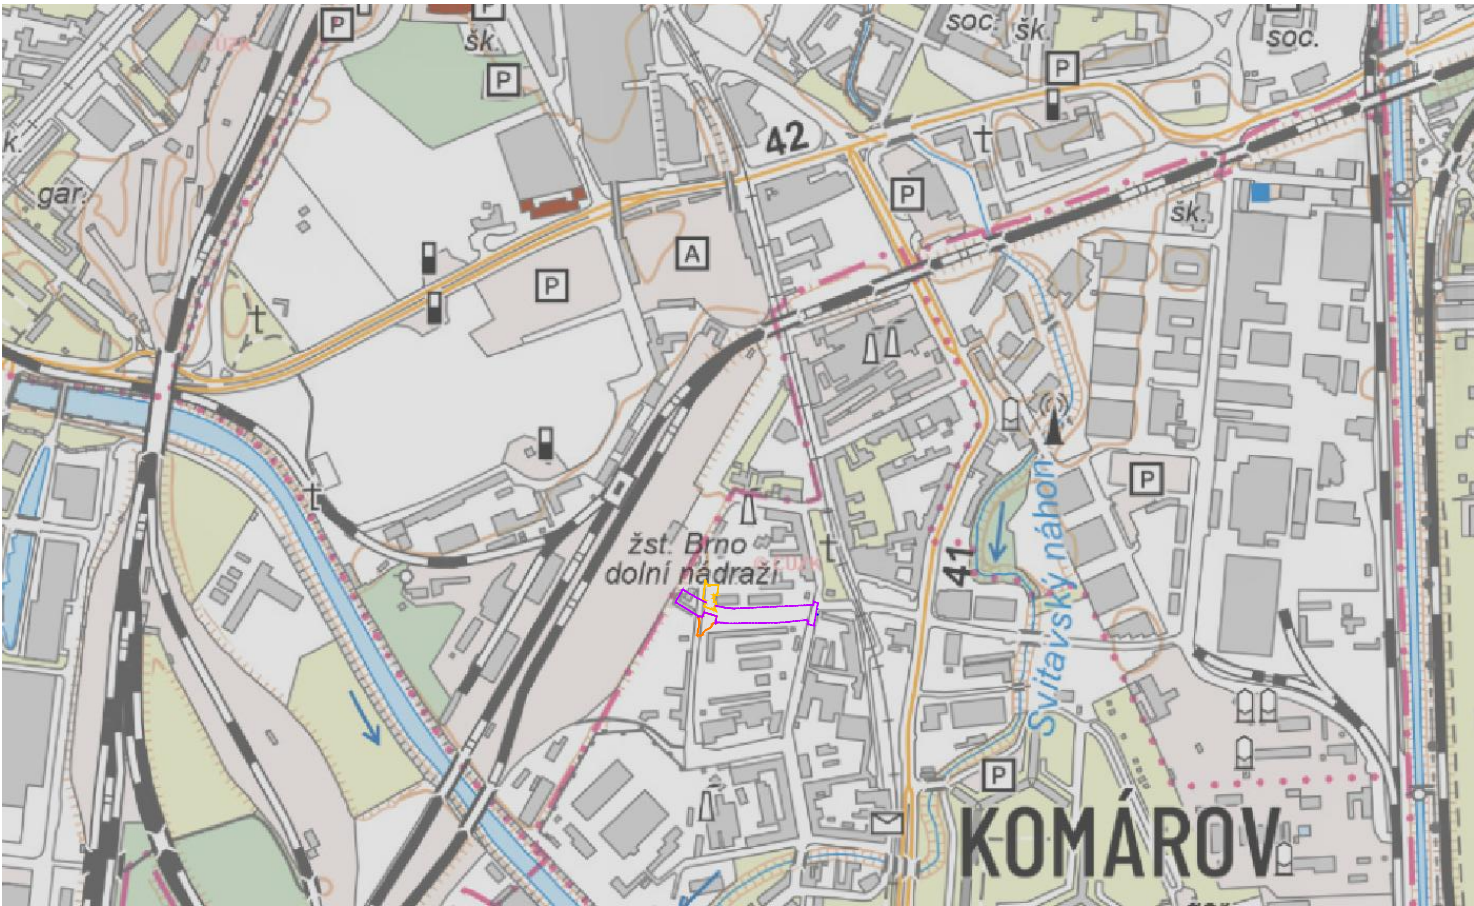 P
P
šk.
soc.
šk.
soc.
P
P
k.
42
gar.
P
šk.
A
P
P
žst. Brno
dolní nádraží
41
Svitavský náhon
P
KOMÁROV